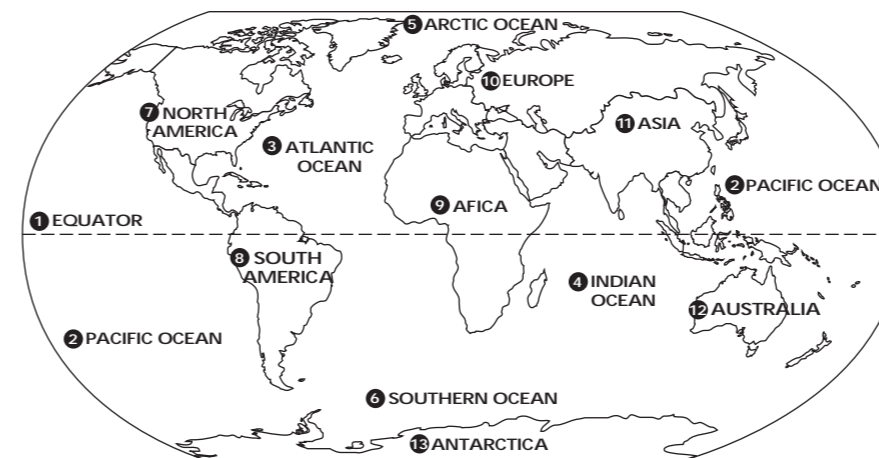 5 ARCTIC OCEAN
10 EUROPE
7 NORTH
AMERICA
11 ASIA
3 ATLANTIC
OCEAN
2 PACIFIC OCEAN
9 AFICA
1 EQUATOR
8 SOUTH
AMERICA
4 INDIAN
OCEAN
12 AUSTRALIA
2 PACIFIC OCEAN
6 SOUTHERN OCEAN
13 ANTARCTICA